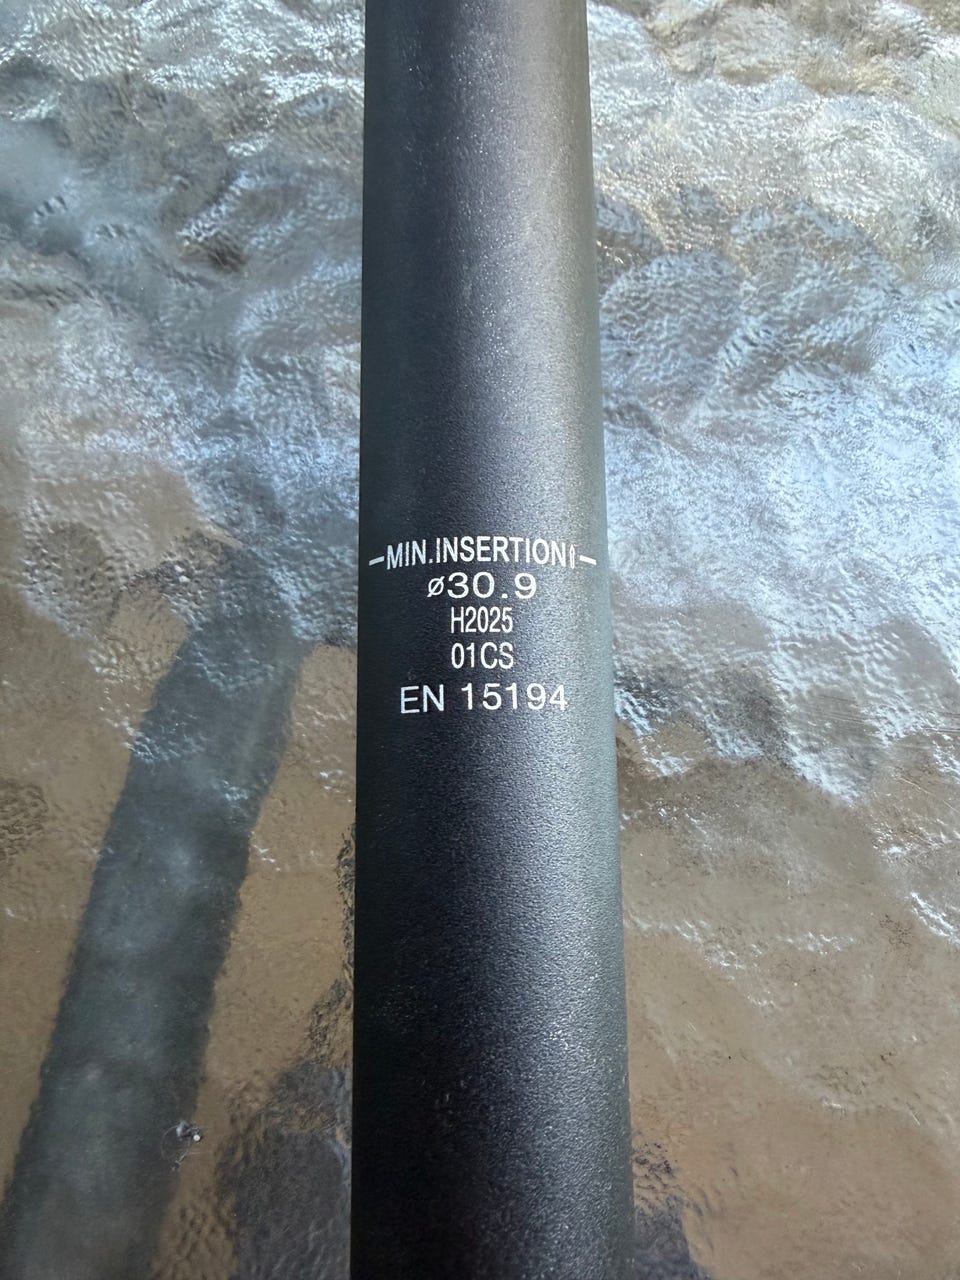 MIN.INSERTION
ø30.9
H2025
01CS
EN 15194